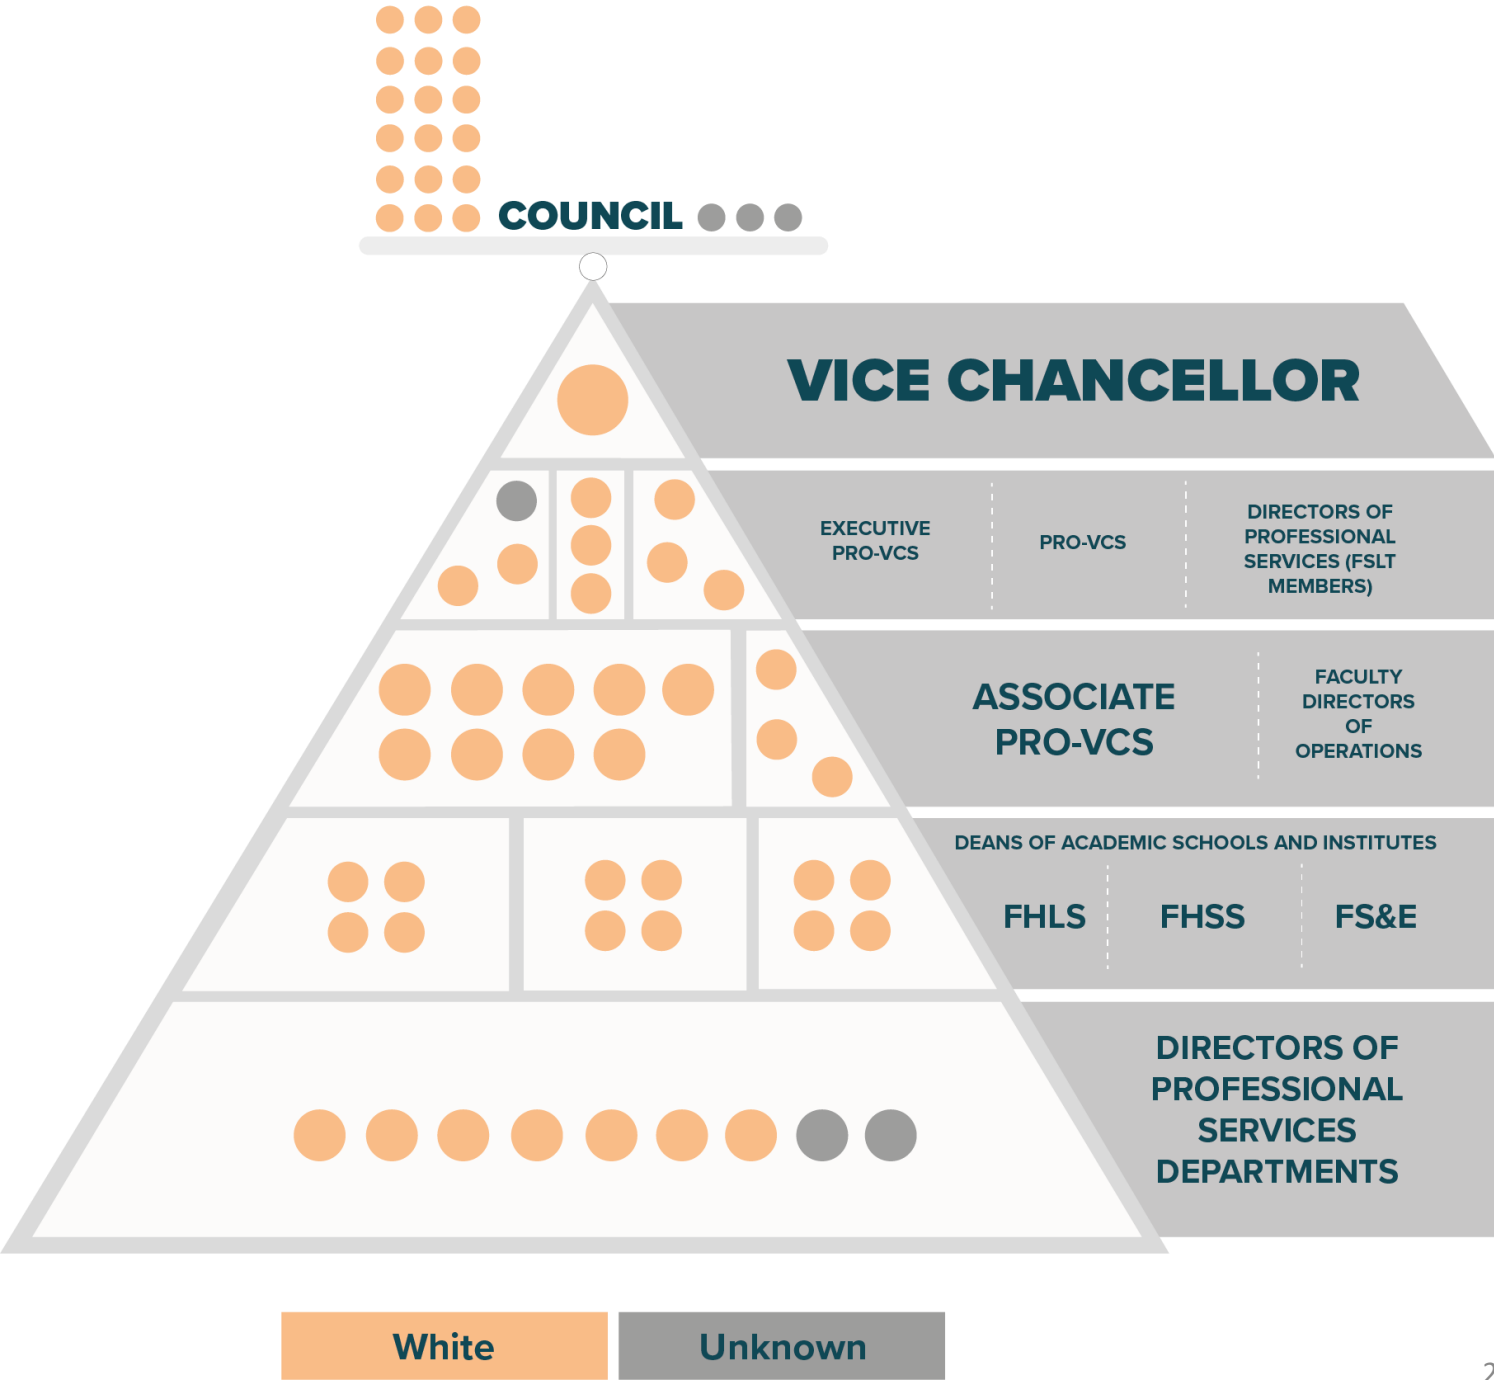 COUNCIL
VICE CHANCELLOR
EXECUTIVE
PRO-VCS
PRO-VCS
DIRECTORS OF
PROFESSIONAL
SERVICES (FSLT
MEMBERS)
ASSOCIATE
PRO-VCS
FACULTY
DIRECTORS
OF
OPERATIONS
DEANS OF ACADEMIC SCHOOLS AND INSTITUTES
FHLS
FHSS
FS&E
DIRECTORS OF
PROFESSIONAL
SERVICES
DEPARTMENTS
White
Unknown